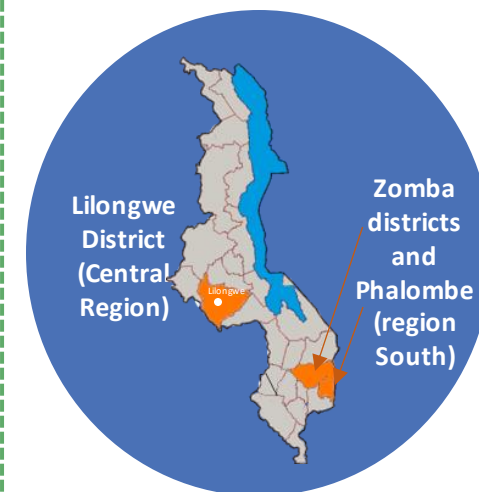 Lilongwe
District
(Central
Region)
Lilongwe
Zomba
districts
and
Phalombe
(region
South)